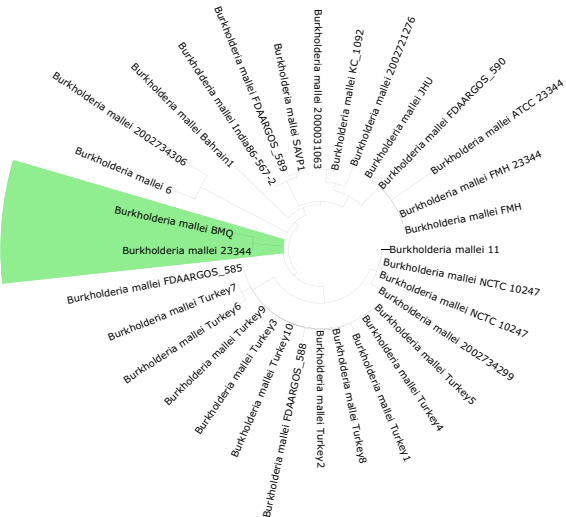 Burkholderia mallei 11
Burkholderia mallei FMH
Burkholderia mallei FMH 23344
Burkholderia mallei ATCC 23344
Burkholderia mallei FDAARGOS_590
Burkholderia mallei JHU
Burkholderia mallei 2002721276
Burkholderia mallei KC_1092
Burkholderia mallei 2000031063
Burkholderia mallei SAVP1
Burkholderia mallei FDAARGOS_589
Burkholderia mallei India86-567-2
Burkholderia mallei Bahrain1
Burkholderia mallei 2002734306
Burkholderia mallei 6
Burkholderia mallei BMQ
Burkholderia mallei 23344
Burkholderia mallei FDAARGOS_585
Burkholderia mallei Turkey7
Burkholderia mallei Turkey6
Burkholderia mallei Turkey9
Burkholderia mallei Turkey3
Burkholderia mallei Turkey10
Burkholderia mallei FDAARGOS_588
Burkholderia mallei Turkey2
Burkholderia mallei Turkey8
Burkholderia mallei Turkey1
Burkholderia mallei Turkey4
Burkholderia mallei Turkey5
Burkholderia mallei 2002734299
Burkholderia mallei NCTC 10247
Burkholderia mallei NCTC 10247